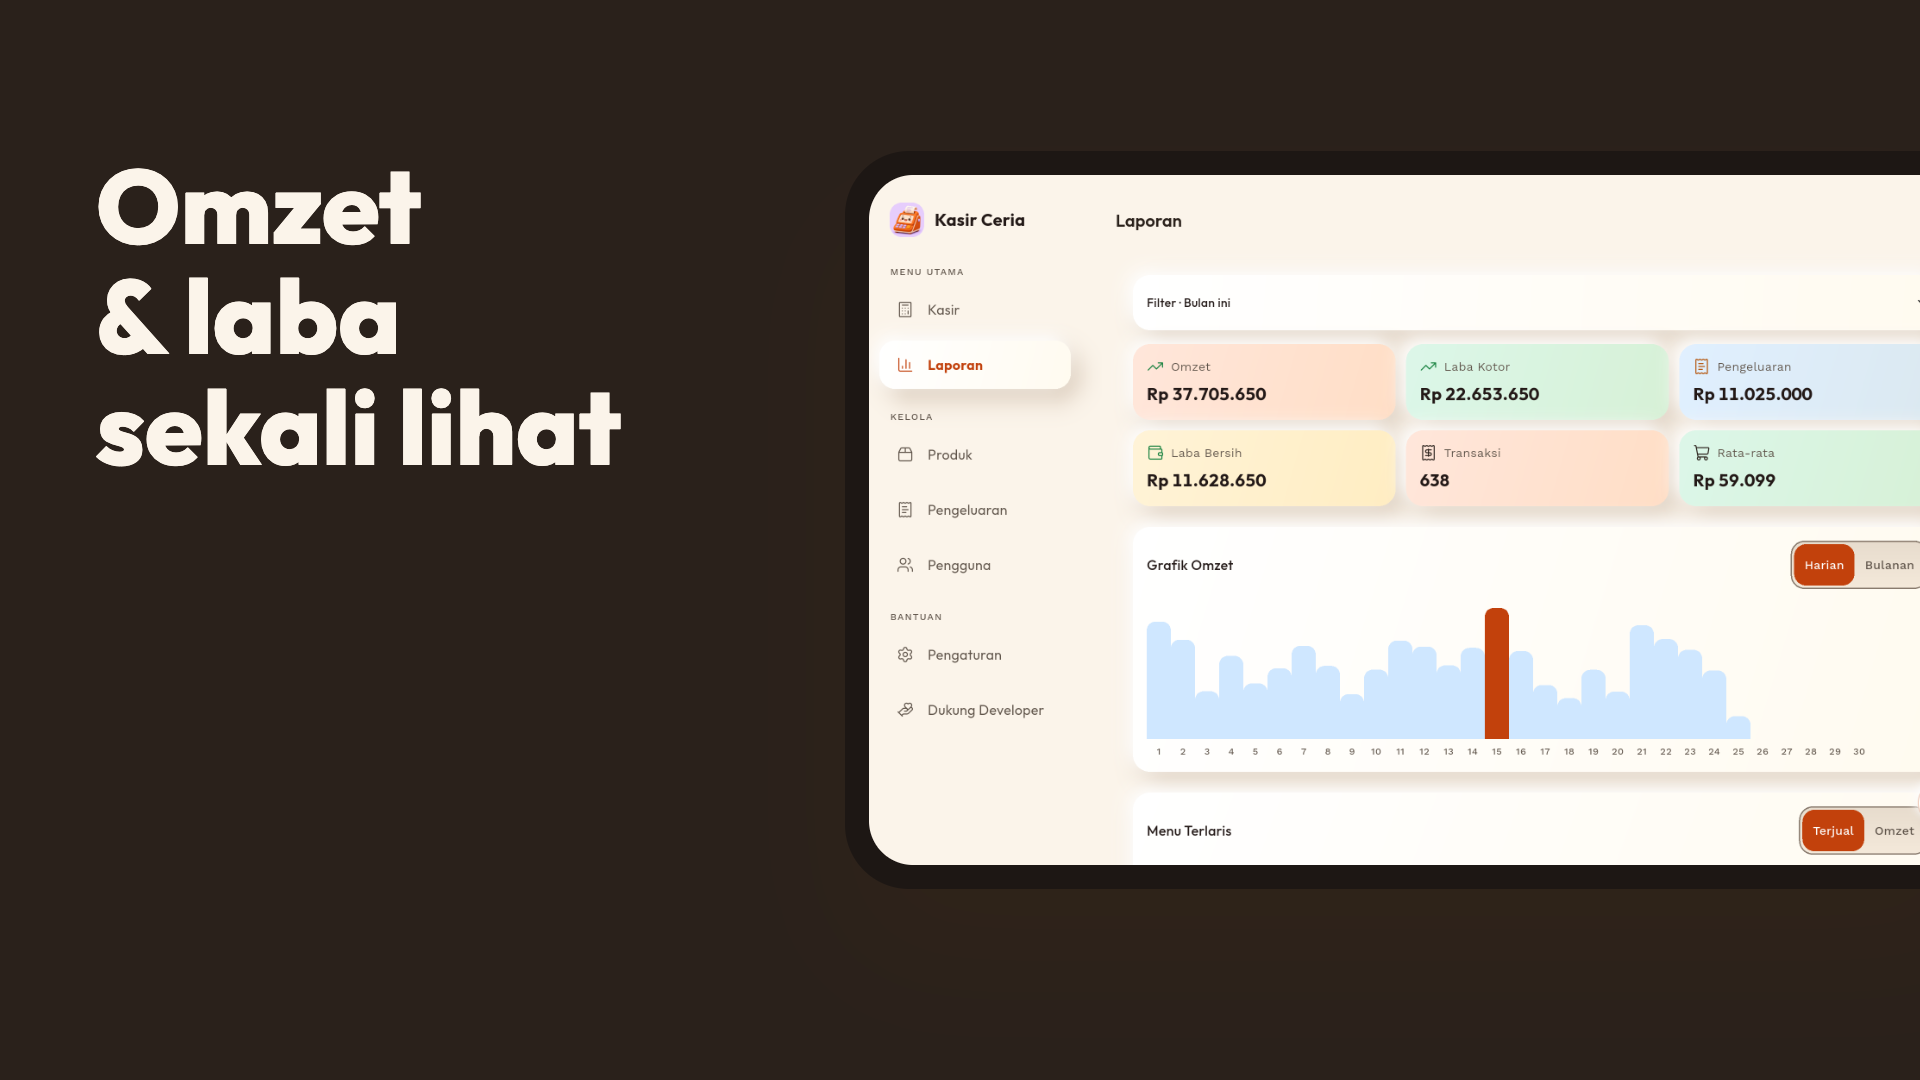 Omzet
& laba
sekali lihat
Kasir Ceria
Laporan
MENU UTAMA
Kasir
Laporan
KELOLA
Produk
Pengeluaran
Pengguna
BANTUAN
Pengaturan
Dukung Developer
Filter · Bulan ini
Omzet
Rp 37.705.650
Laba Kotor
Rp 22.653.650
Pengeluaran
Rp 11.025.000
Laba Bersih
Rp 11.628.650
Transaksi
638
Rata-rata
Rp 59.099
Grafik Omzet
Harian Bulanan
1 2 3 4 5 6 7 8 9 10 11 12 13 14 15 16 17 18 19 20 21 22 23 24 25 26 27 28 29 30
Menu Terlaris
Terjual Omzet